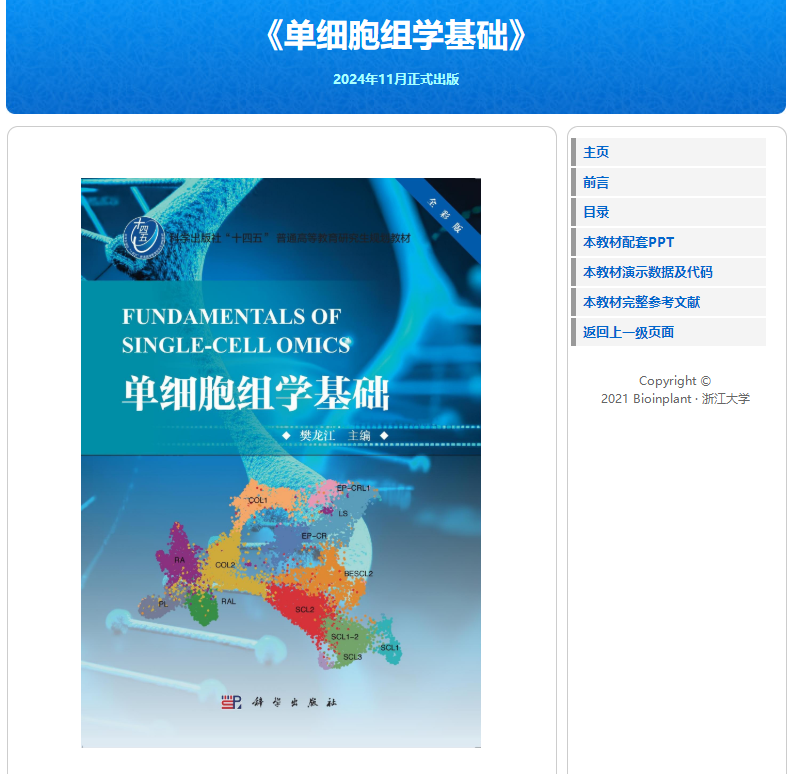 《单细胞组学基础》
2024年11月正式出版
全彩版
十四五
科学出版社“十四五”普通高等教育研究生规划教材
FUNDAMENTALS OF
SINGLE-CELL OMICS
单细胞组学基础
◆ 樊龙江 主编 ◆
EP-CRL1
COL1
LS
EP-CR
RA
COL2
BESCL2
PL
RAL
SCL2
SCL1-2
SCL1
SCL3
科学出版社
主页
前言
目录
本教材配套PPT
本教材演示数据及代码
本教材完整参考文献
返回上一级页面
Copyright ©
2021 Bioinplant · 浙江大学